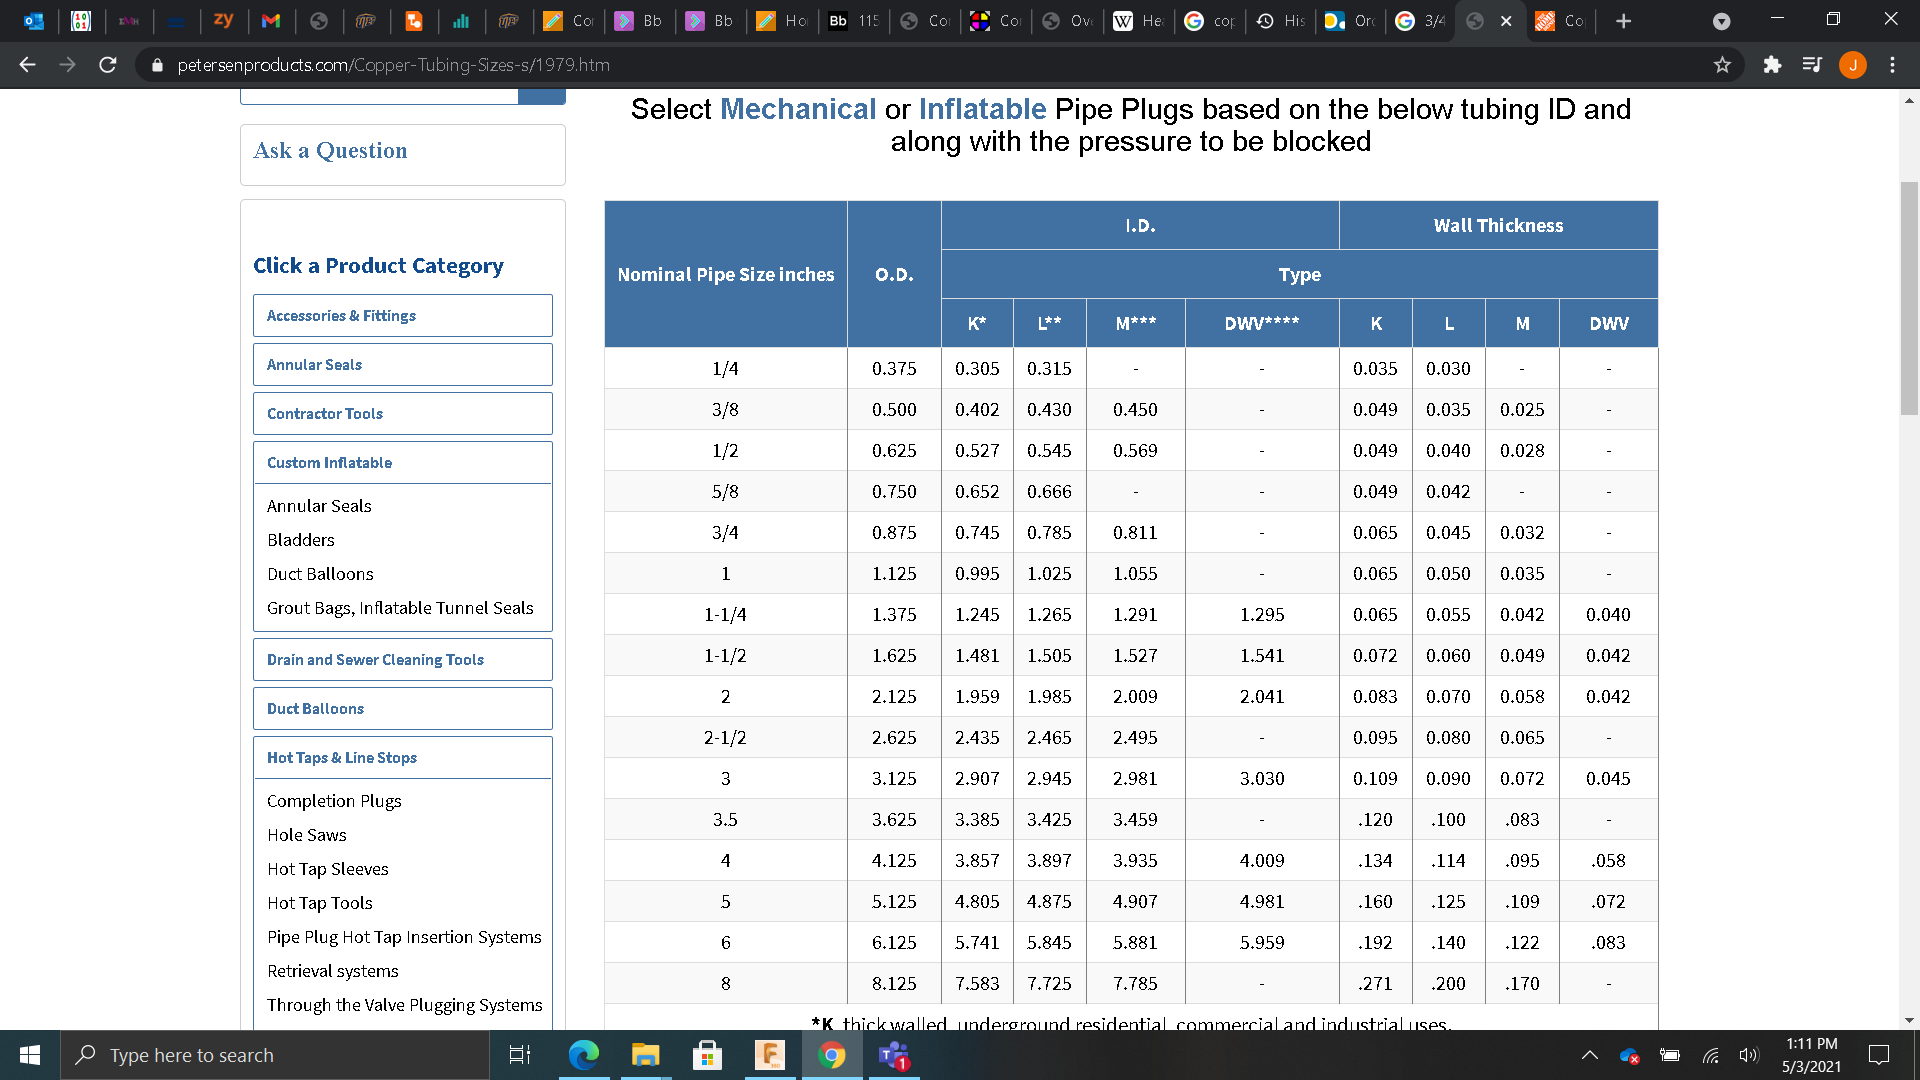 zy
Coi
Bb
Bb
Ho
Bb 115
Co
Coi
Ov
W He
cop
His
Orc
3/4
Co
petersenproducts.com/Copper-Tubing-Sizes-s/1979.htm
J
Ask a Question
Click a Product Category
Accessories & Fittings
Annular Seals
Contractor Tools
Custom Inflatable
Annular Seals
Bladders
Duct Balloons
Grout Bags, Inflatable Tunnel Seals
Drain and Sewer Cleaning Tools
Duct Balloons
Hot Taps & Line Stops
Completion Plugs
Hole Saws
Hot Tap Sleeves
Hot Tap Tools
Pipe Plug Hot Tap Insertion Systems
Retrieval systems
Through the Valve Plugging Systems
Select Mechanical or Inflatable Pipe Plugs based on the below tubing ID and
along with the pressure to be blocked
Nominal Pipe Size inches O.D. I.D. Wall Thickness
Type
K* L** M*** DWV**** K L M DWV
1/4 0.375 0.305 0.315 - - 0.035 0.030 - -
3/8 0.500 0.402 0.430 0.450 - 0.049 0.035 0.025 -
1/2 0.625 0.527 0.545 0.569 - 0.049 0.040 0.028 -
5/8 0.750 0.652 0.666 - - 0.049 0.042 - -
3/4 0.875 0.745 0.785 0.811 - 0.065 0.045 0.032 -
1 1.125 0.995 1.025 1.055 - 0.065 0.050 0.035 -
1-1/4 1.375 1.245 1.265 1.291 1.295 0.065 0.055 0.042 0.040
1-1/2 1.625 1.481 1.505 1.527 1.541 0.072 0.060 0.049 0.042
2 2.125 1.959 1.985 2.009 2.041 0.083 0.070 0.058 0.042
2-1/2 2.625 2.435 2.465 2.495 - 0.095 0.080 0.065 -
3 3.125 2.907 2.945 2.981 3.030 0.109 0.090 0.072 0.045
3.5 3.625 3.385 3.425 3.459 - .120 .100 .083 -
4 4.125 3.857 3.897 3.935 4.009 .134 .114 .095 .058
5 5.125 4.805 4.875 4.907 4.981 .160 .125 .109 .072
6 6.125 5.741 5.845 5.881 5.959 .192 .140 .122 .083
8 8.125 7.583 7.725 7.785 - .271 .200 .170 -
*K thick walled, underground residential, commercial and industrial uses.
Type here to search
1
1:11 PM
5/3/2021